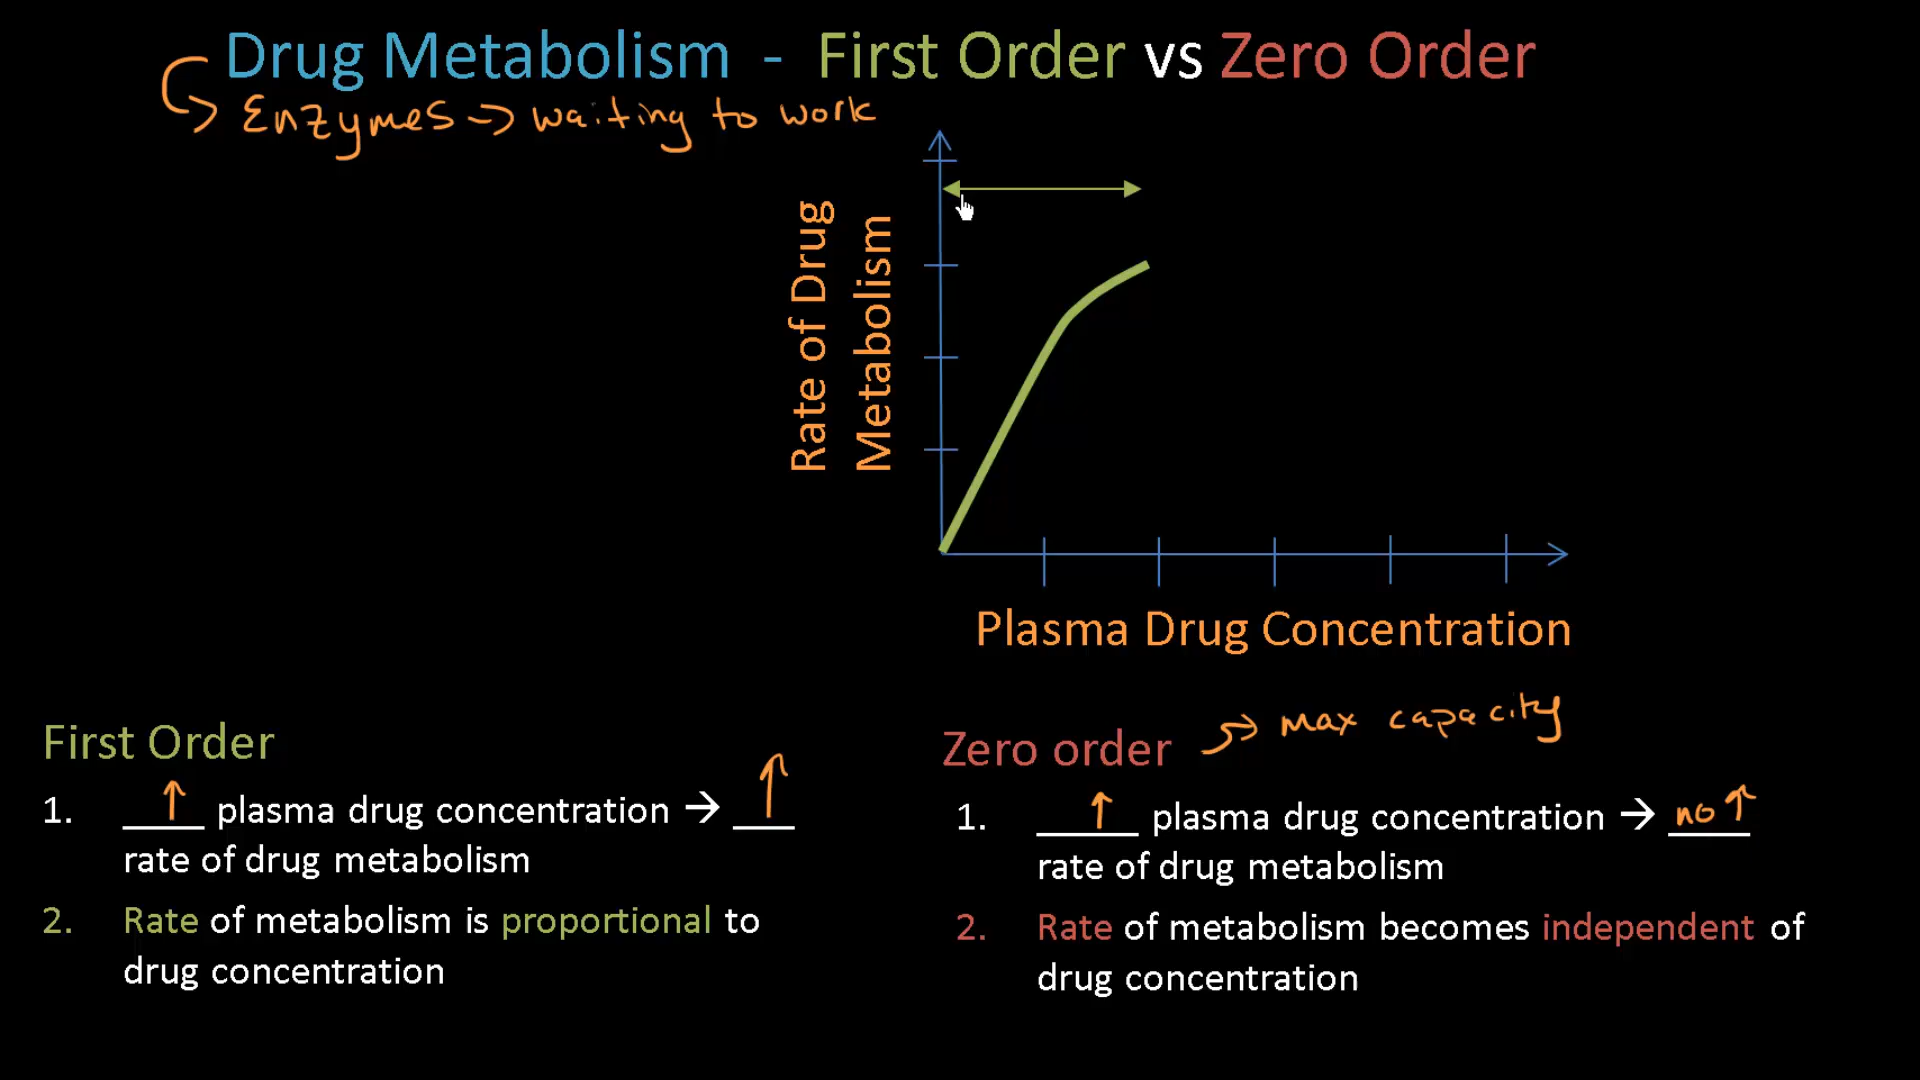 Drug Metabolism - First Order vs Zero Order
Enzymes → waiting to work
Rate of Drug
Metabolism
Plasma Drug Concentration
First Order
1. ↑ plasma drug concentration → ↑
rate of drug metabolism
2. Rate of metabolism is proportional to
drug concentration
Zero order → max capacity
1. ↑ plasma drug concentration → no ↑
rate of drug metabolism
2. Rate of metabolism becomes independent of
drug concentration